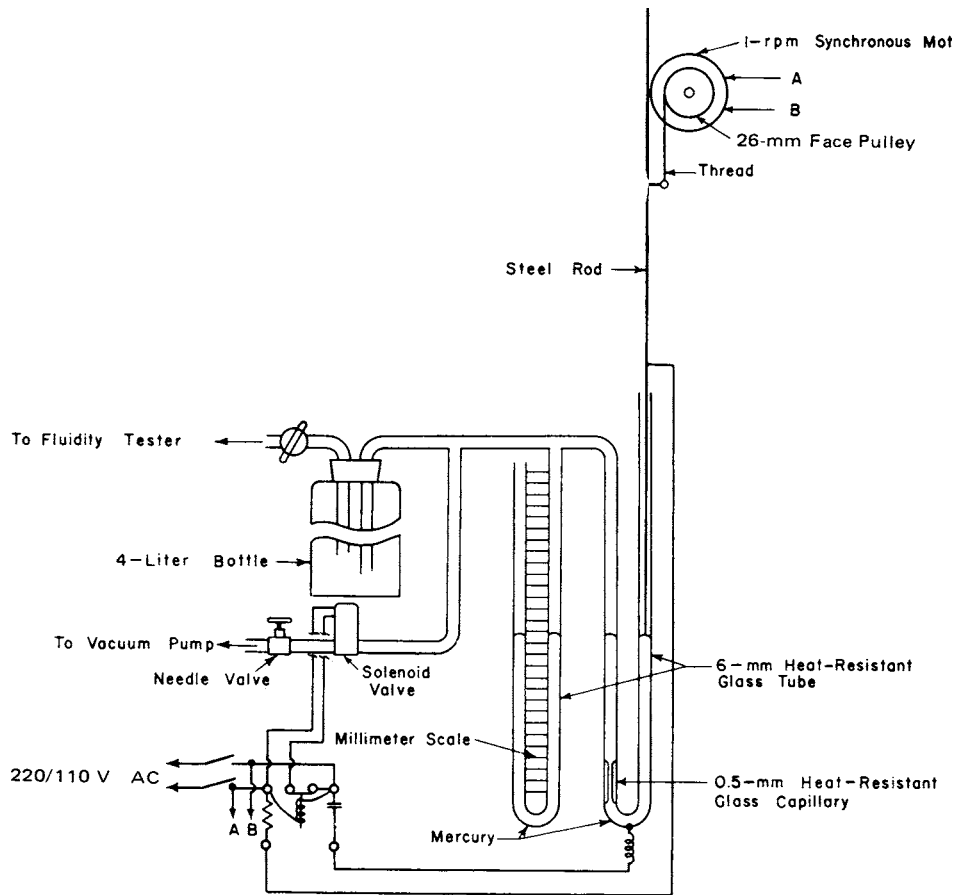 1-rpm Synchronous Mot
A
B
26-mm Face Pulley
Thread
Steel Rod
To Fluidity Tester
4-Liter Bottle
To Vacuum Pump
Needle Valve
Solenoid
Valve
6-mm Heat-Resistant
Glass Tube
Millimeter Scale
220/110 V AC
0.5-mm Heat-Resistant
Glass Capillary
A B
Mercury